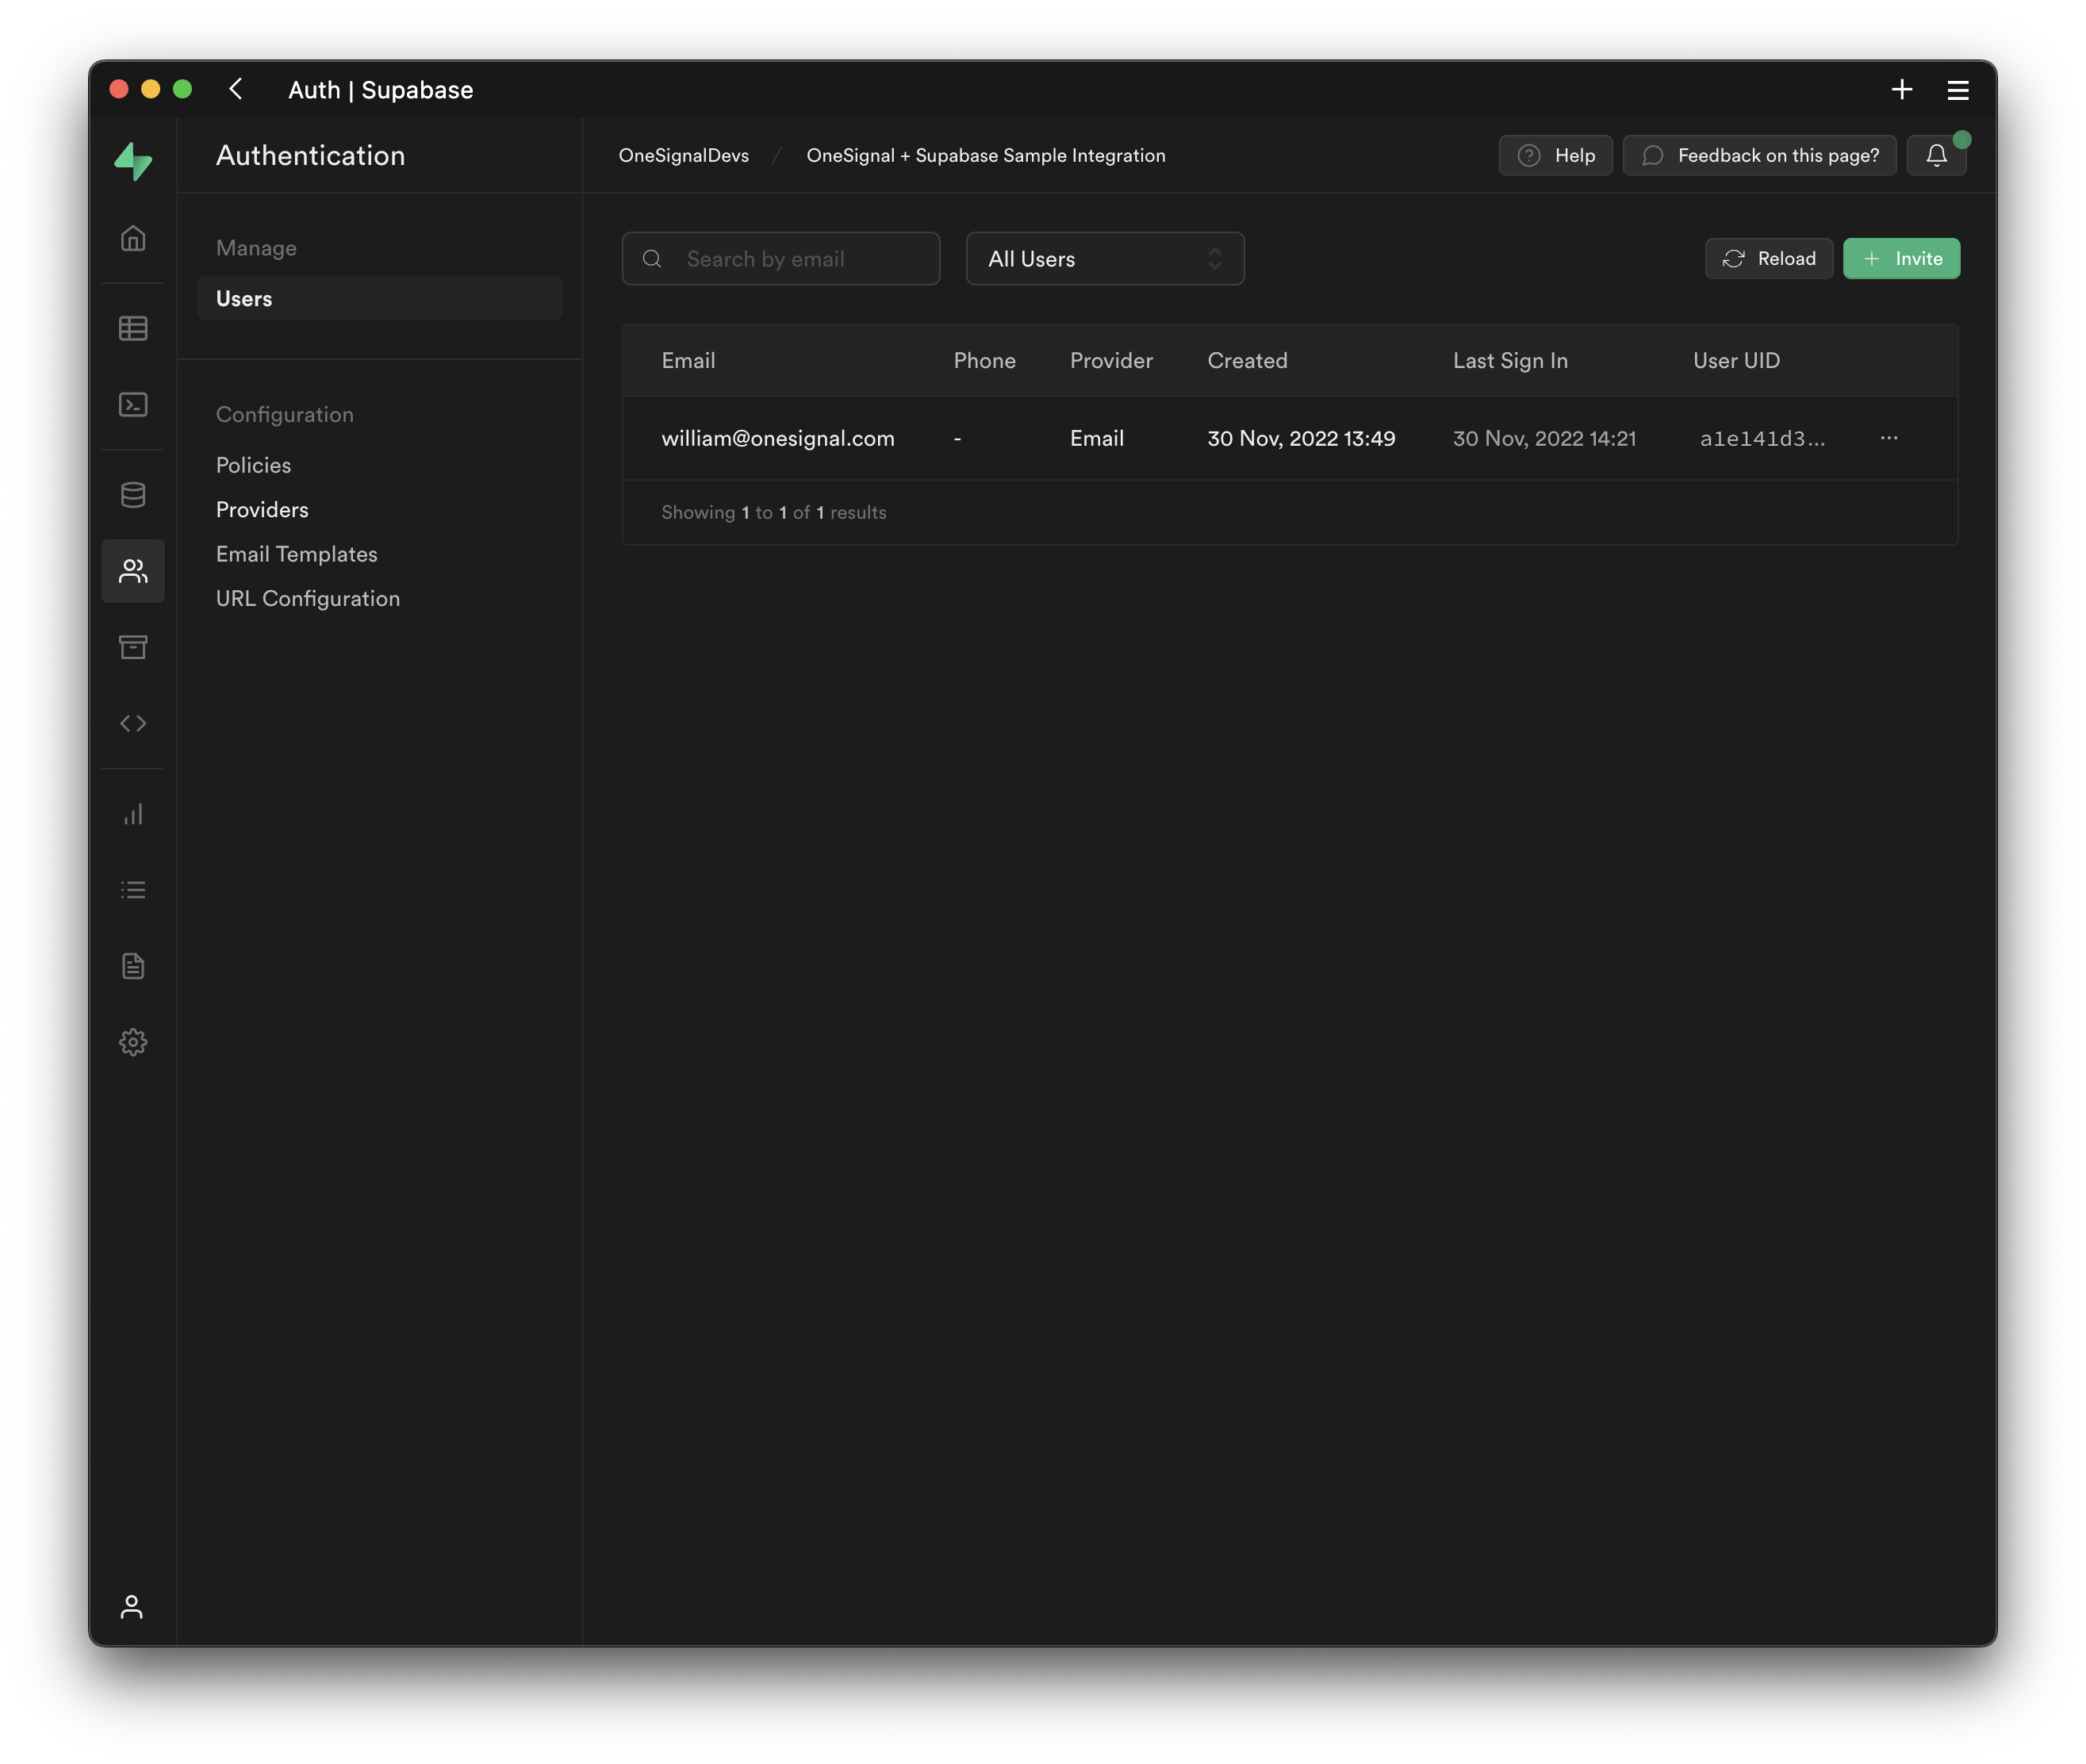 Auth | Supabase
Authentication
OneSignalDevs / OneSignal + Supabase Sample Integration
Help
Feedback on this page?
Manage
Users
Configuration
Policies
Providers
Email Templates
URL Configuration
Search by email
All Users
Reload
+ Invite
Email Phone Provider Created Last Sign In User UID
william@onesignal.com - Email 30 Nov, 2022 13:49 30 Nov, 2022 14:21 a1e141d3... ...
Showing 1 to 1 of 1 results